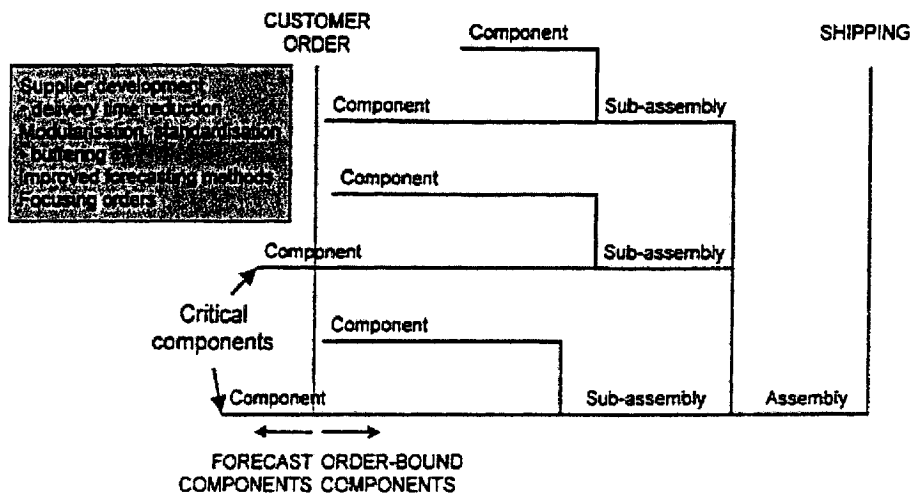 CUSTOMER
ORDER
Component
SHIPPING
Supplier development
- delivery time reduction
Modularisation, standardisation
- buffering
Improved forecasting methods
Focusing orders
Component
Sub-assembly
Component
Component
Sub-assembly
Critical
components
Component
Component
Sub-assembly
Assembly
FORECAST ORDER-BOUND
COMPONENTS COMPONENTS